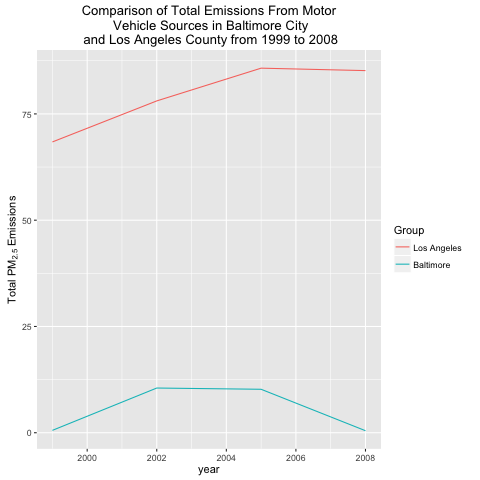 Comparison of Total Emissions From Motor
Vehicle Sources in Baltimore City
and Los Angeles County from 1999 to 2008
Total PM2.5 Emissions
75
50
25
0
2000 2002 2004 2006 2008
year
Group
Los Angeles
Baltimore